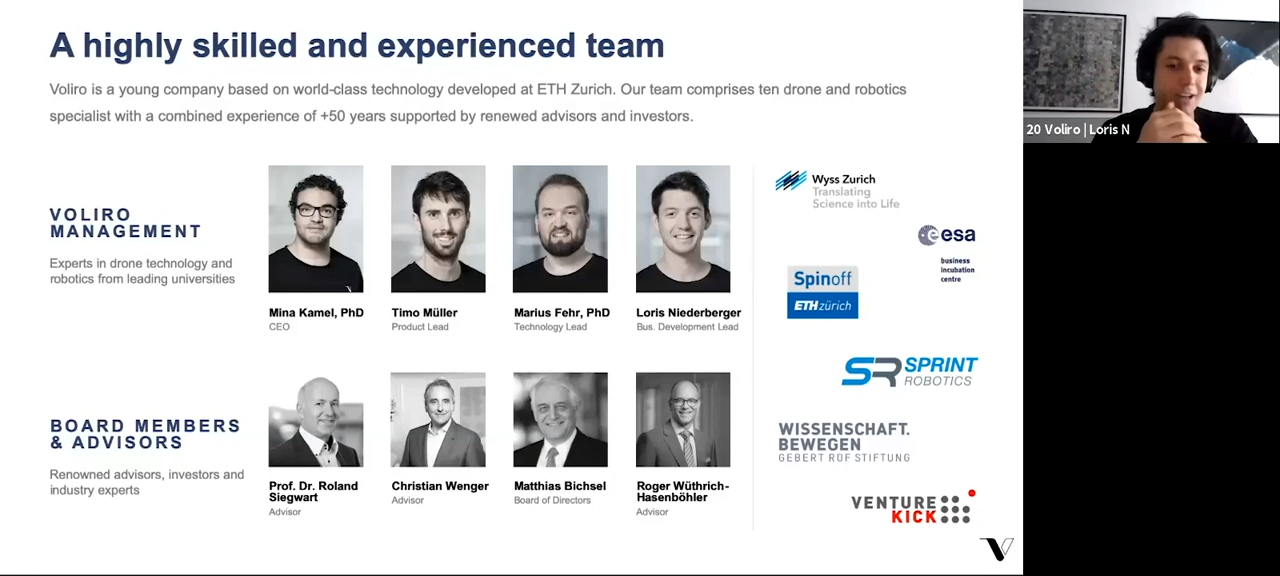 A highly skilled and experienced team
Voliro is a young company based on world-class technology developed at ETH Zurich. Our team comprises ten drone and robotics
specialist with a combined experience of +50 years supported by renewed advisors and investors.
20 Voliro | Loris N
VOLIRO
MANAGEMENT
Experts in drone technology and
robotics from leading universities
Mina Kamel, PhD
CEO
Timo Müller
Product Lead
Marius Fehr, PhD
Technology Lead
Loris Niederberger
Bus. Development Lead
BOARD MEMBERS
& ADVISORS
Renowned advisors, investors and
industry experts
Prof. Dr. Roland
Siegwart
Advisor
Christian Wenger
Advisor
Matthias Bichsel
Board of Directors
Roger Wüthrich-
Hasenböhler
Advisor
Wyss Zurich
Translating
Science into Life
esa
business
incubation
centre
Spinoff
ETH zürich
SR SPRINT
ROBOTICS
WISSENSCHAFT.
BEWEGEN
GEBERT RÜF STIFTUNG
VENTURE
KICK